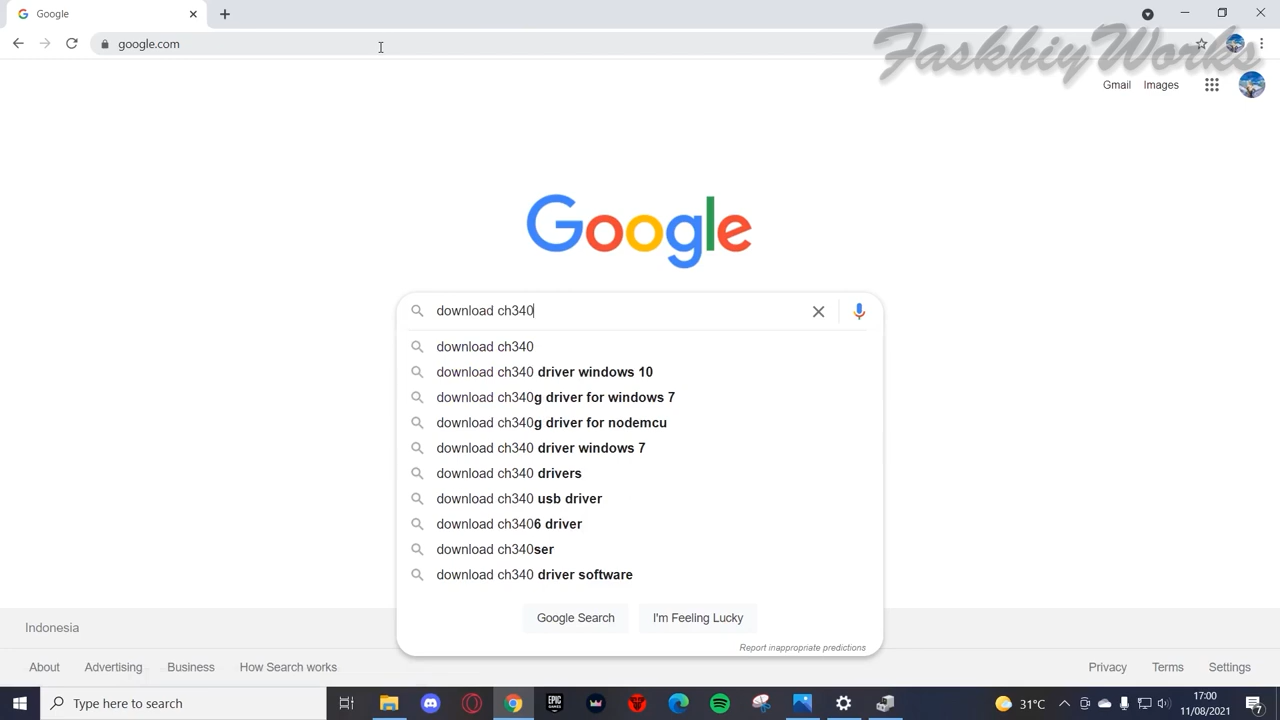 Google
google.com
FaskhiyWorks
Gmail Images
Google
download ch340
download ch340
download ch340 driver windows 10
download ch340g driver for windows 7
download ch340g driver for nodemcu
download ch340 driver windows 7
download ch340 drivers
download ch340 usb driver
download ch3406 driver
download ch340ser
download ch340 driver software
Google Search I'm Feeling Lucky
Report inappropriate predictions
Indonesia
About Advertising Business How Search works Privacy Terms Settings
Type here to search EPIC GAMES 31°C 17:00
11/08/2021